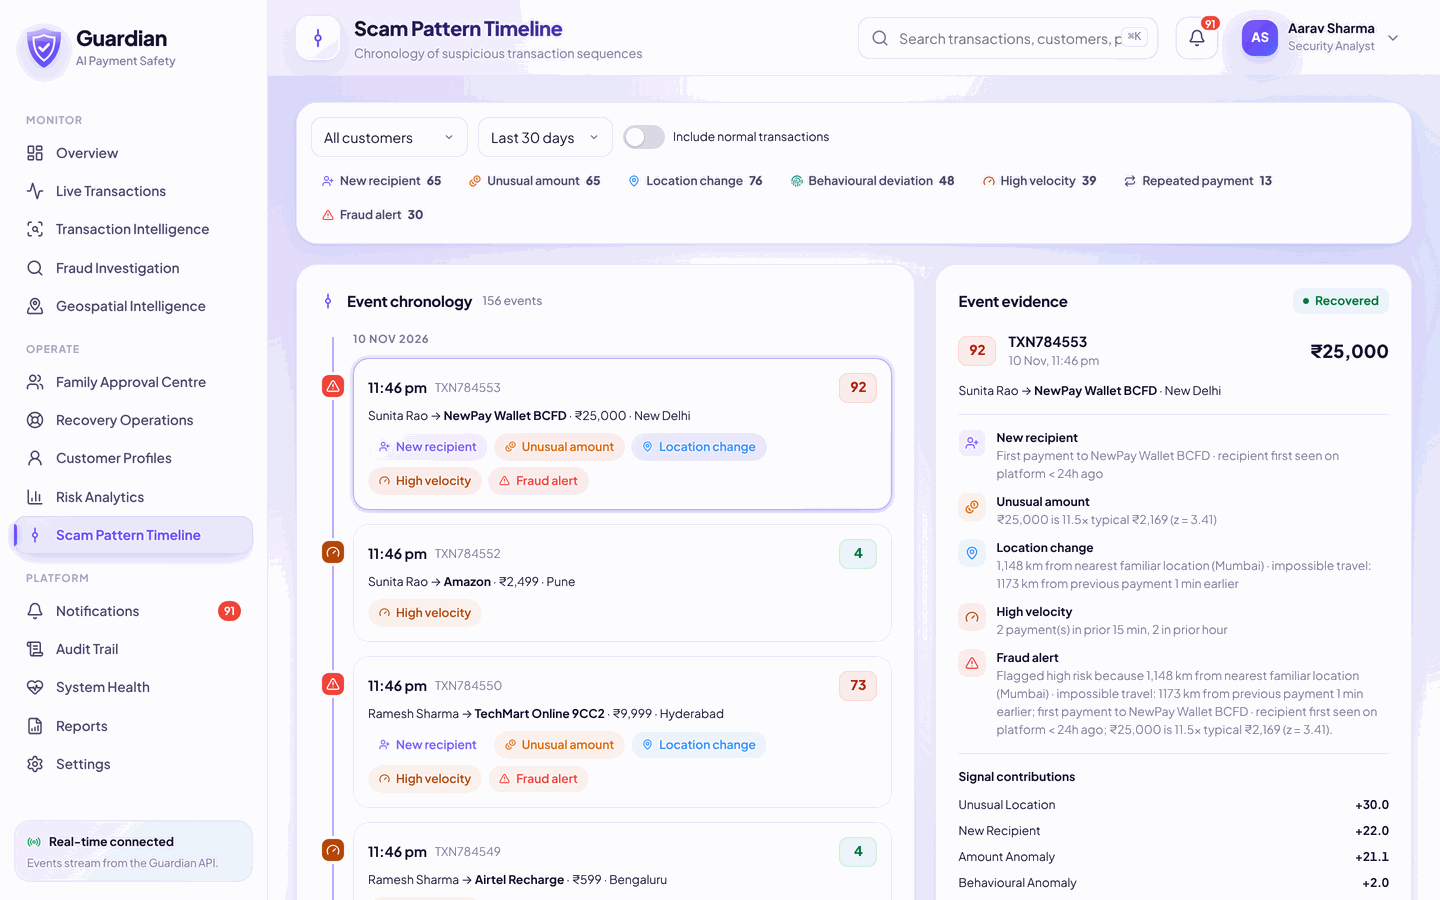 Guardian
AI Payment Safety
MONITOR
Overview
Live Transactions
Transaction Intelligence
Fraud Investigation
Geospatial Intelligence
OPERATE
Family Approval Centre
Recovery Operations
Customer Profiles
Risk Analytics
Scam Pattern Timeline
PLATFORM
Notifications 91
Audit Trail
System Health
Reports
Settings
Real-time connected
Events stream from the Guardian API.
Scam Pattern Timeline
Chronology of suspicious transaction sequences
Search transactions, customers, p ⌘K
91
AS
Aarav Sharma
Security Analyst
All customers
Last 30 days
Include normal transactions
New recipient 65
Unusual amount 65
Location change 76
Behavioural deviation 48
High velocity 39
Repeated payment 13
Fraud alert 30
Event chronology 156 events
10 NOV 2026
11:46 pm TXN784553 92
Sunita Rao → NewPay Wallet BCFD · ₹25,000 · New Delhi
New recipient Unusual amount Location change
High velocity Fraud alert
11:46 pm TXN784552 4
Sunita Rao → Amazon · ₹2,499 · Pune
High velocity
11:46 pm TXN784550 73
Ramesh Sharma → TechMart Online 9CC2 · ₹9,999 · Hyderabad
New recipient Unusual amount Location change
High velocity Fraud alert
11:46 pm TXN784549 4
Ramesh Sharma → Airtel Recharge · ₹599 · Bengaluru
Event evidence
Recovered
92
TXN784553
10 Nov, 11:46 pm
₹25,000
Sunita Rao → NewPay Wallet BCFD · New Delhi
New recipient
First payment to NewPay Wallet BCFD · recipient first seen on
platform < 24h ago
Unusual amount
₹25,000 is 11.5× typical ₹2,169 (z = 3.41)
Location change
1,148 km from nearest familiar location (Mumbai) · impossible travel:
1173 km from previous payment 1 min earlier
High velocity
2 payment(s) in prior 15 min, 2 in prior hour
Fraud alert
Flagged high risk because 1,148 km from nearest familiar location
(Mumbai) · impossible travel: 1173 km from previous payment 1 min
earlier; first payment to NewPay Wallet BCFD · recipient first seen on
platform < 24h ago; ₹25,000 is 11.5× typical ₹2,169 (z = 3.41).
Signal contributions
Unusual Location +30.0
New Recipient +22.0
Amount Anomaly +21.1
Behavioural Anomaly +2.0